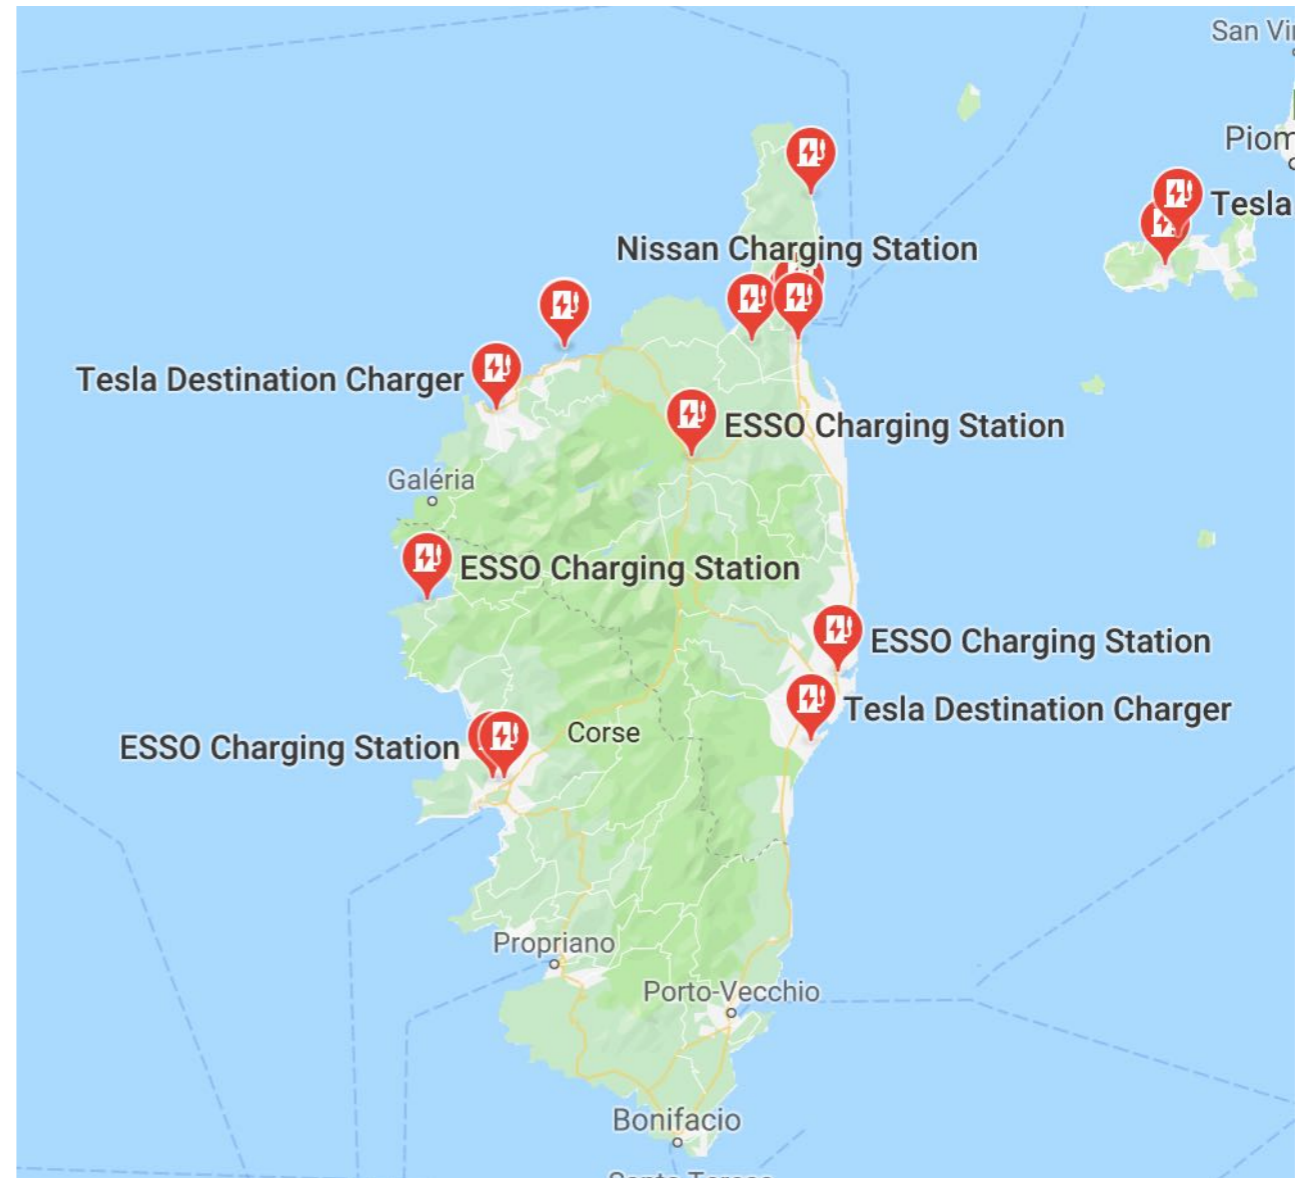 San Vi
Piom
Tesla
Nissan Charging Station
Tesla Destination Charger
ESSO Charging Station
Galéria
ESSO Charging Station
ESSO Charging Station
Tesla Destination Charger
Corse
ESSO Charging Station
Propriano
Porto-Vecchio
Bonifacio